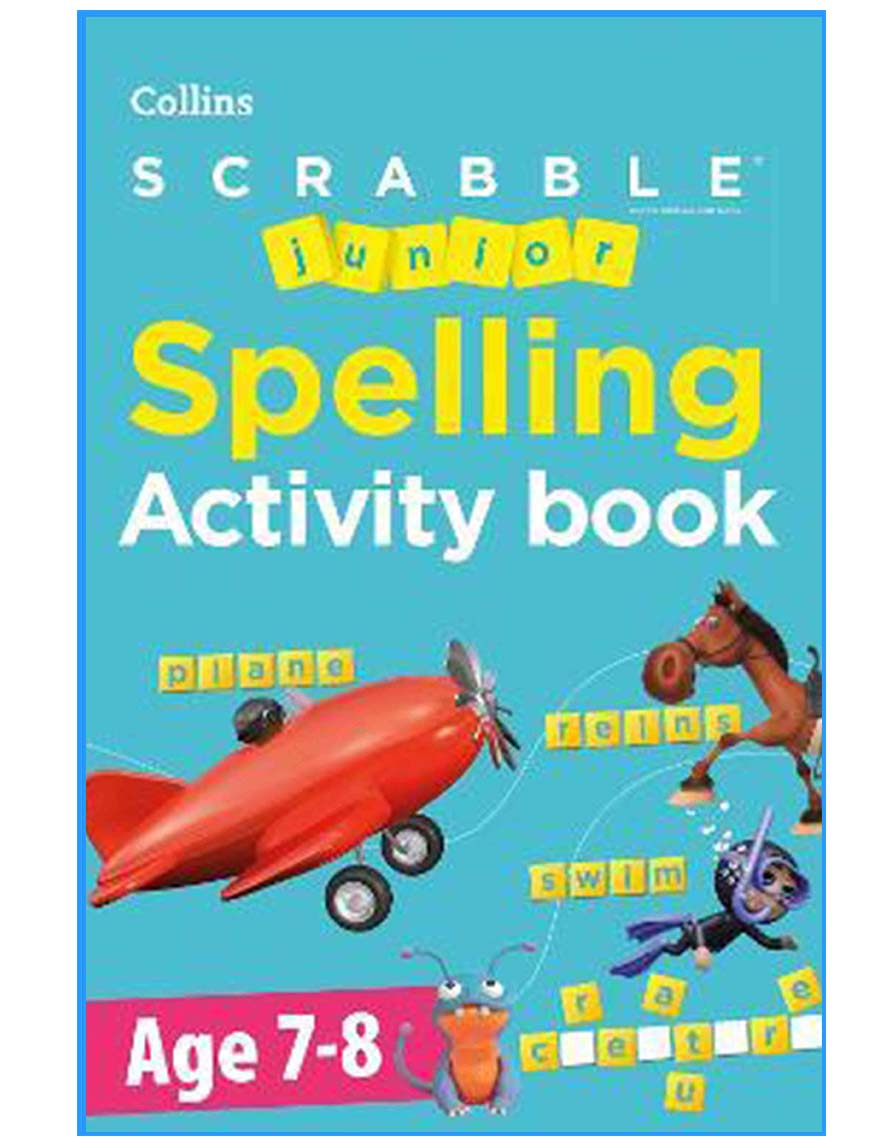 Collins
SCRABBLE
junior
Spelling
Activity book
plane
reins
swim
r a e
c e t r
u
Age 7-8